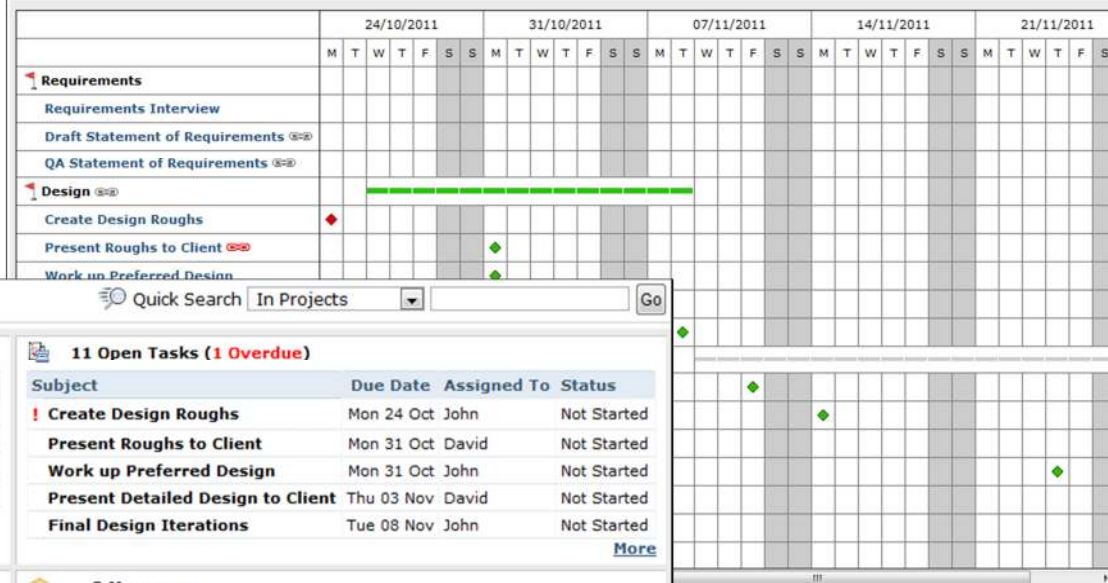 24/10/2011 31/10/2011 07/11/2011 14/11/2011 21/11/2011
M T W T F S S M T W T F S S M T W T F S S M T W T F S S M T W T F S
Requirements
Requirements Interview
Draft Statement of Requirements
QA Statement of Requirements
Design
Create Design Roughs
Present Roughs to Client
Work up Preferred Design
Quick Search In Projects Go
11 Open Tasks (1 Overdue)
Subject Due Date Assigned To Status
! Create Design Roughs Mon 24 Oct John Not Started
Present Roughs to Client Mon 31 Oct David Not Started
Work up Preferred Design Mon 31 Oct John Not Started
Present Detailed Design to Client Thu 03 Nov David Not Started
Final Design Iterations Tue 08 Nov John Not Started
More